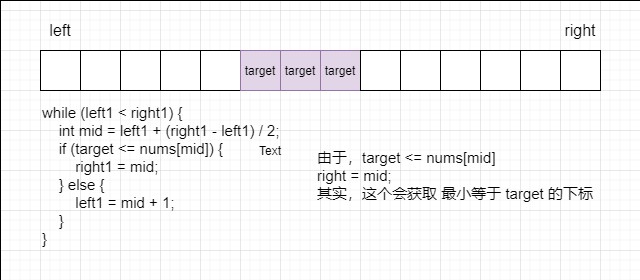 left right
target target target
while (left1 < right1) {
int mid = left1 + (right1 - left1) / 2;
if (target <= nums[mid]) {
right1 = mid;
} else {
left1 = mid + 1;
}
}
Text
由于，target <= nums[mid]
right = mid;
其实，这个会获取 最小等于 target 的下标